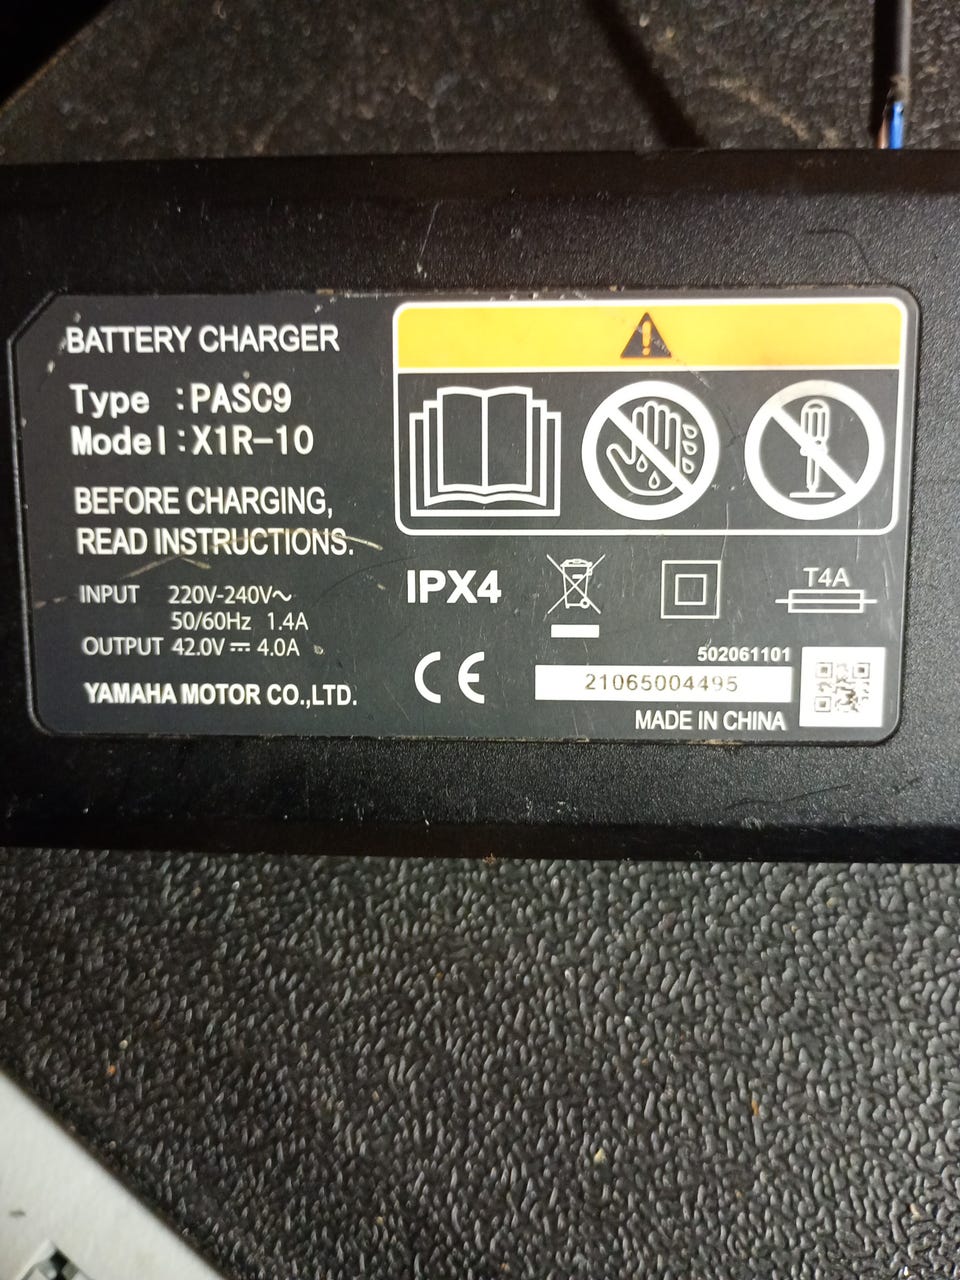 BATTERY CHARGER
Type :PASC9
Model:X1R-10
BEFORE CHARGING,
READ INSTRUCTIONS.
INPUT 220V-240V~
50/60Hz 1.4A
OUTPUT 42.0V⎓4.0A
YAMAHA MOTOR CO.,LTD.
IPX4
T4A
CE
502061101
21065004495
MADE IN CHINA